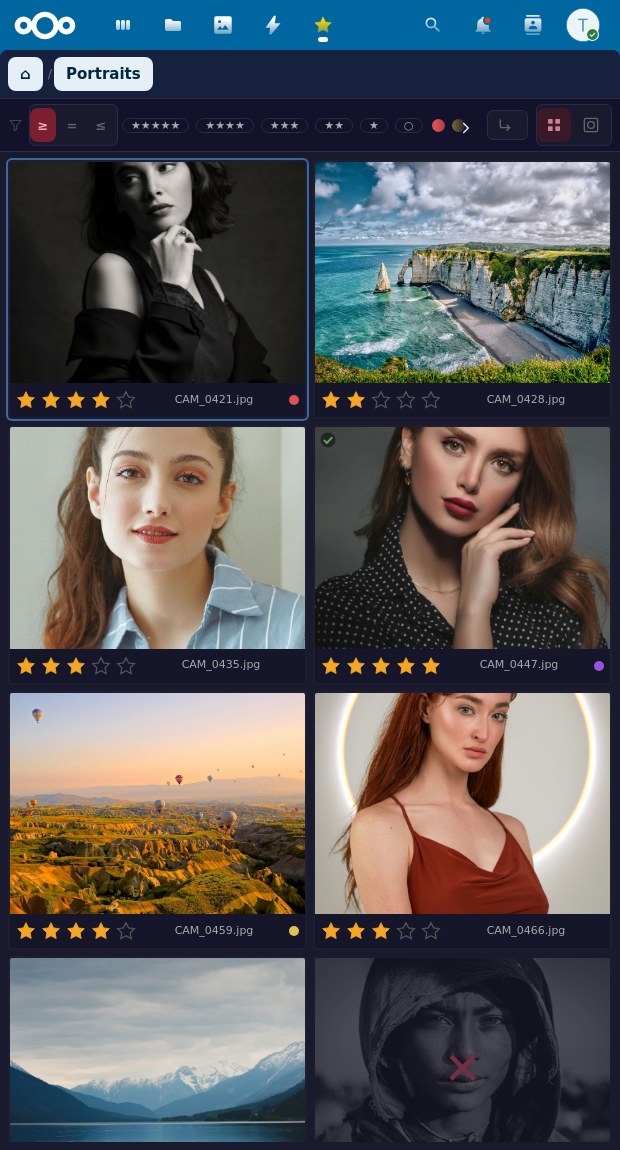 T
Portraits
≥ = ≤ ★★★★★ ★★★★ ★★★ ★★ ★
CAM_0421.jpg
CAM_0428.jpg
CAM_0435.jpg
CAM_0447.jpg
CAM_0459.jpg
CAM_0466.jpg